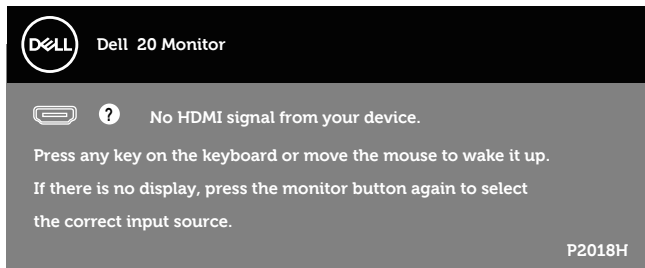 DELL
Dell 20 Monitor
? No HDMI signal from your device.
Press any key on the keyboard or move the mouse to wake it up.
If there is no display, press the monitor button again to select
the correct input source.
P2018H